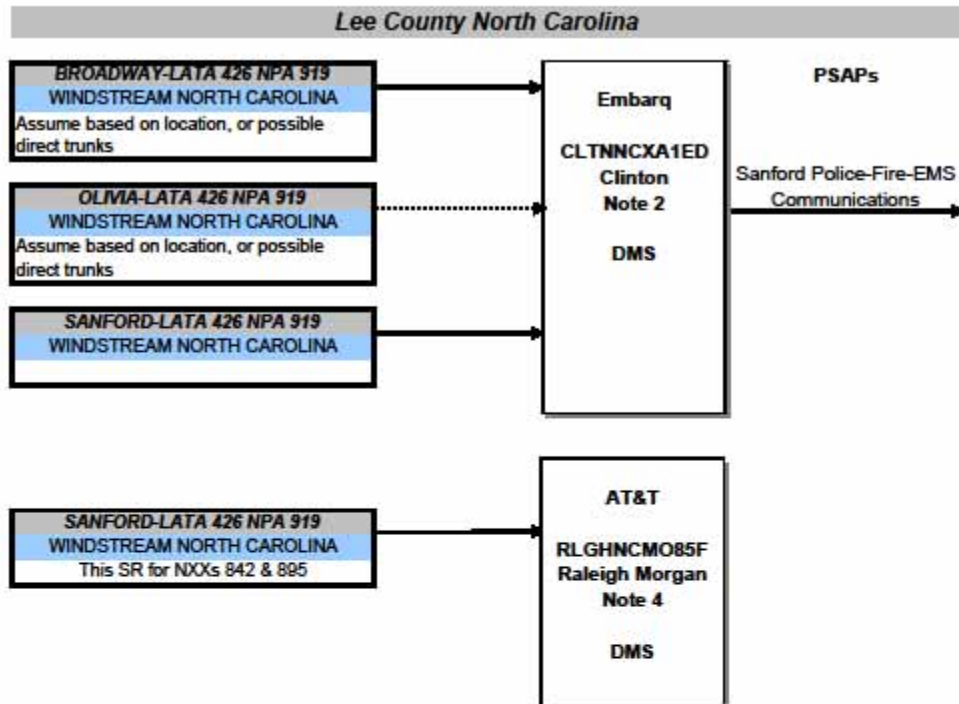 Lee County North Carolina
BROADWAY-LATA 426 NPA 919
WINDSTREAM NORTH CAROLINA
Assume based on location, or possible
direct trunks
OLIVIA-LATA 426 NPA 919
WINDSTREAM NORTH CAROLINA
Assume based on location, or possible
direct trunks
SANFORD-LATA 426 NPA 919
WINDSTREAM NORTH CAROLINA
Embarq
CLTNNCXA1ED
Clinton
Note 2
DMS
PSAPs
Sanford Police-Fire-EMS
Communications
SANFORD-LATA 426 NPA 919
WINDSTREAM NORTH CAROLINA
This SR for NXXs 842 & 895
AT&T
RLGHNCMO85F
Raleigh Morgan
Note 4
DMS